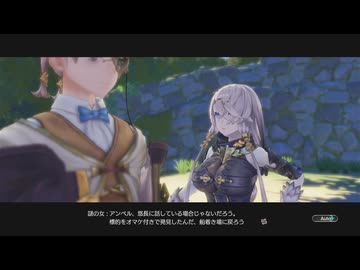 謎の女：アンペル、悠長に話している場合じゃないだろう。
標的をオマケ付きで発見したんだ、船着き場に戻ろう
Auto